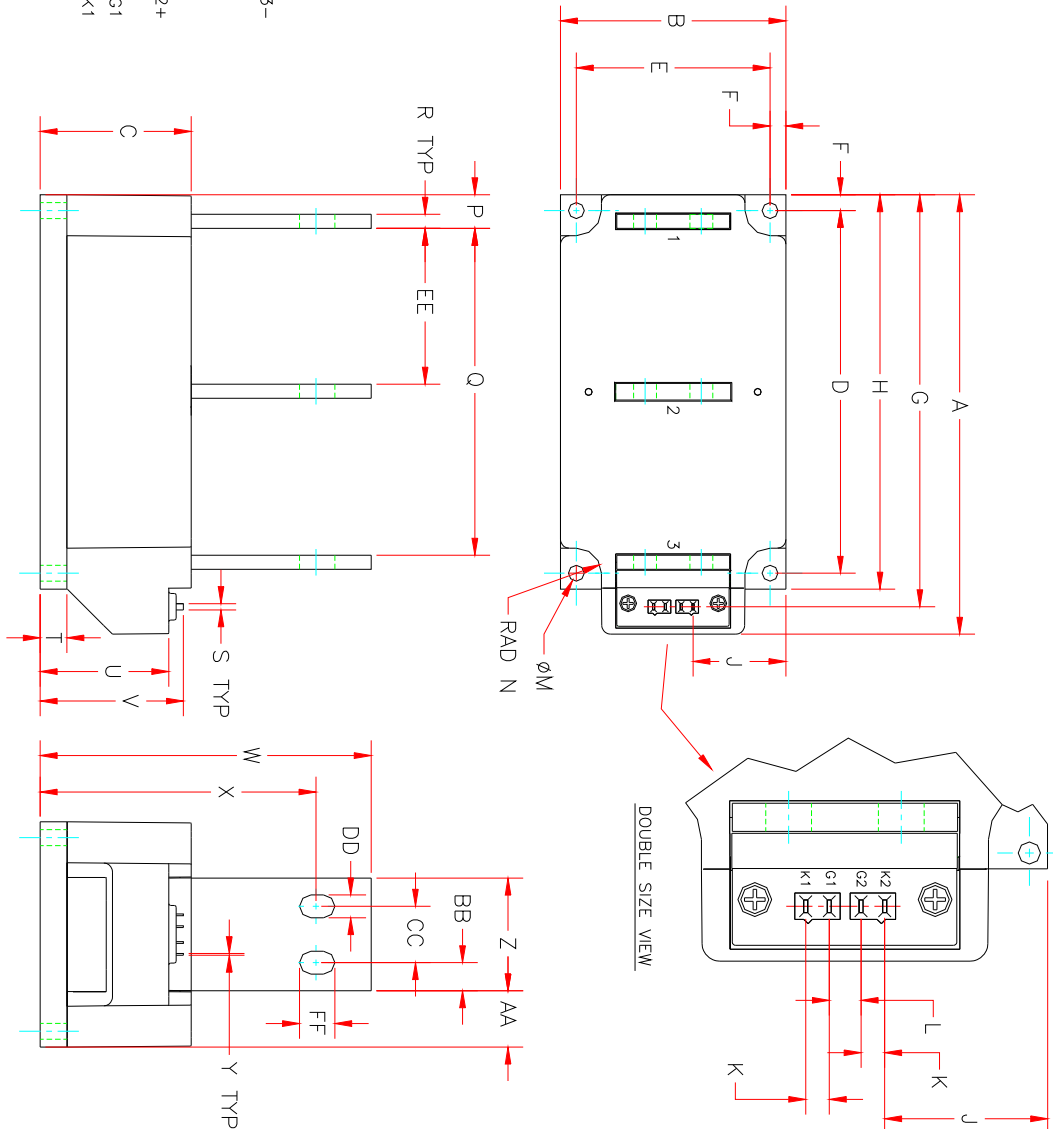 3-
2+
G1
K1
B
E
F
F
D
H
G
A
1
2
3
J
øM
RAD N
R TYP
C
P
EE
Q
T
U
V
S TYP
DOUBLE SIZE VIEW
K1
G1
G2
K2
L
K
K
J
W
X
DD
CC
BB
Z
AA
FF
Y TYP